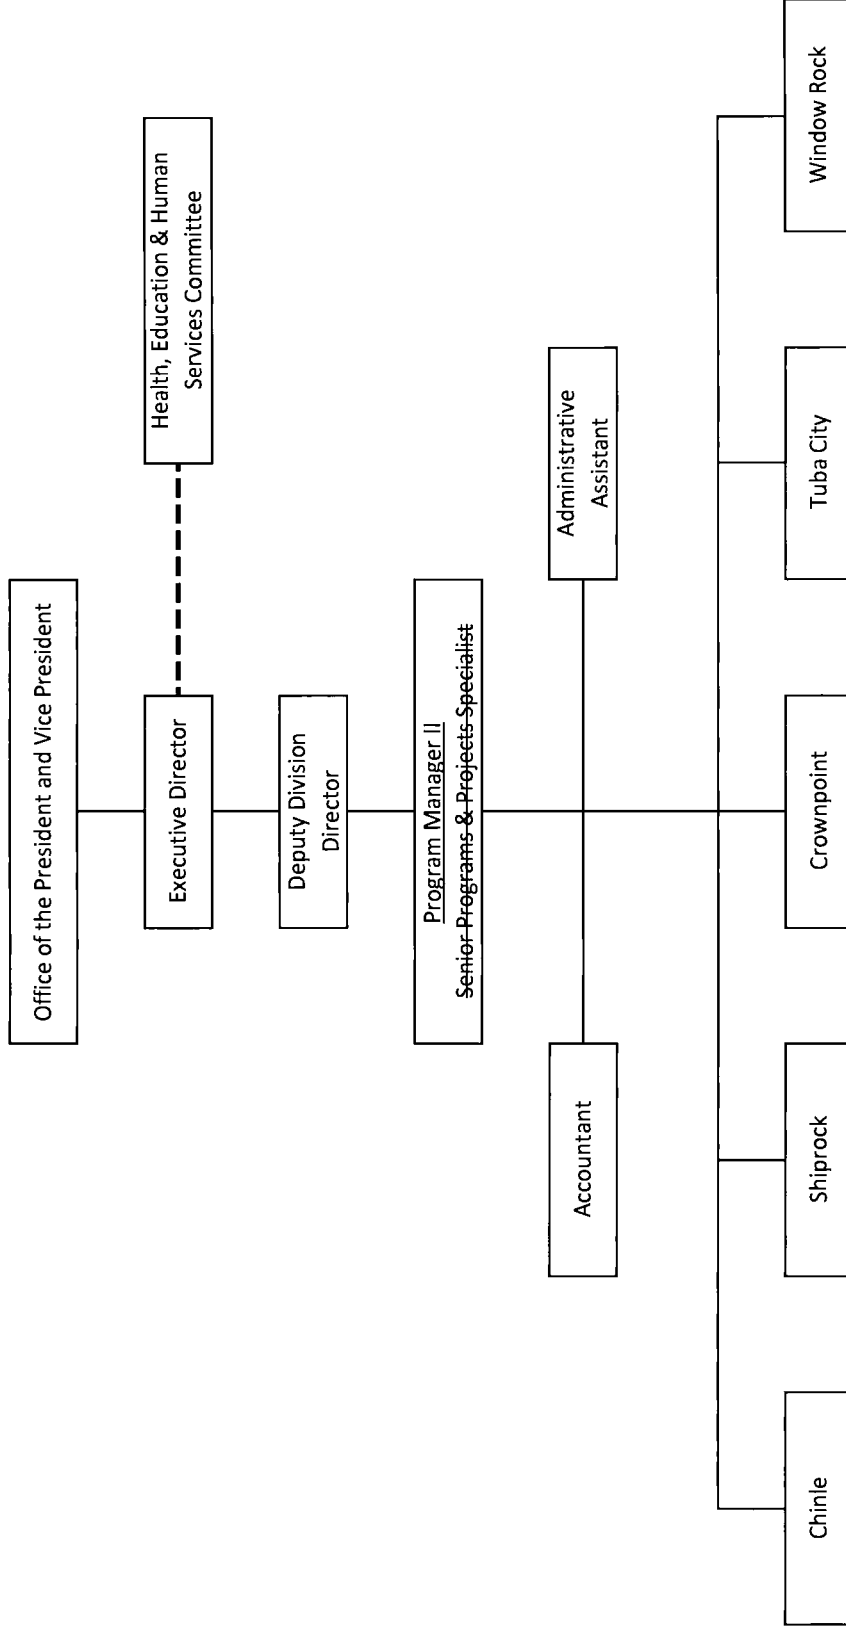 Office of the President and Vice President
Executive Director
Health, Education & Human
Services Committee
Deputy Division
Director
Program Manager II
Senior Programs & Projects Specialist
Accountant
Administrative
Assistant
Chinle
Shiprock
Crownpoint
Tuba City
Window Rock